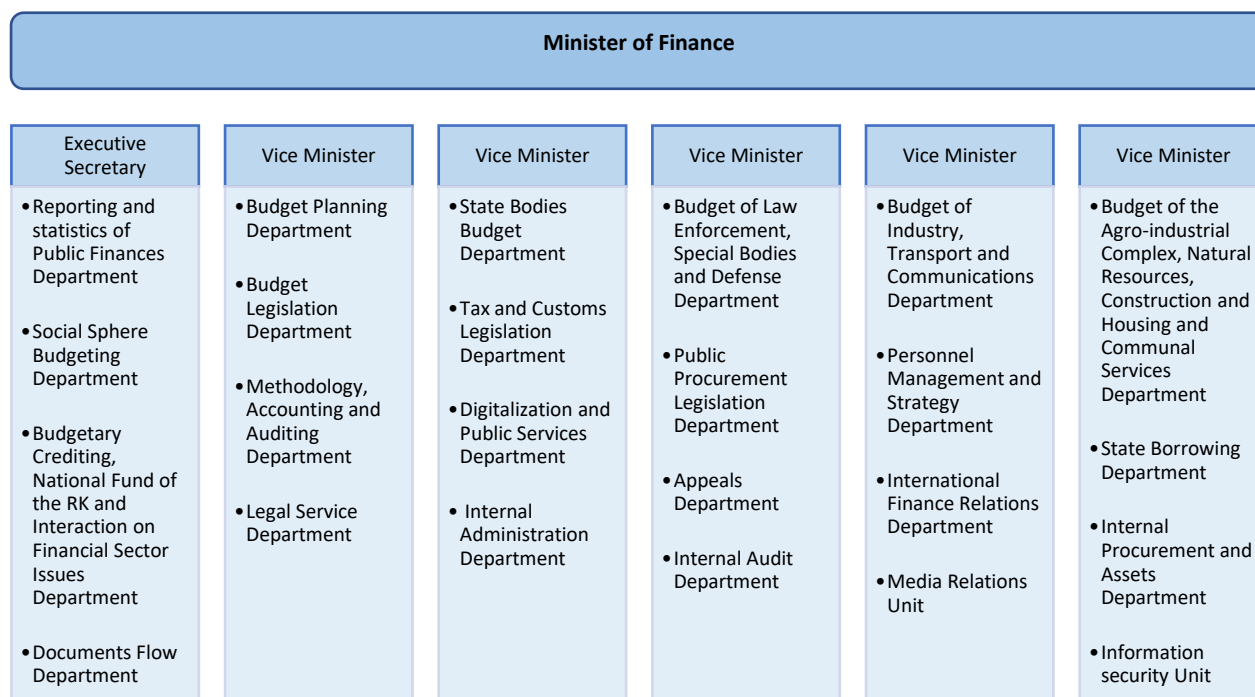 Minister of Finance
Executive
Secretary
•Reporting and
statistics of
Public Finances
Department
•Social Sphere
Budgeting
Department
•Budgetary
Crediting,
National Fund of
the RK and
Interaction on
Financial Sector
Issues
Department
•Documents Flow
Department
Vice Minister
•Budget Planning
Department
•Budget
Legislation
Department
•Methodology,
Accounting and
Auditing
Department
•Legal Service
Department
Vice Minister
•State Bodies
Budget
Department
•Tax and Customs
Legislation
Department
•Digitalization and
Public Services
Department
• Internal
Administration
Department
Vice Minister
•Budget of Law
Enforcement,
Special Bodies
and Defense
Department
•Public
Procurement
Legislation
Department
•Appeals
Department
•Internal Audit
Department
Vice Minister
•Budget of
Industry,
Transport and
Communications
Department
•Personnel
Management and
Strategy
Department
•International
Finance Relations
Department
•Media Relations
Unit
Vice Minister
•Budget of the
Agro-industrial
Complex, Natural
Resources,
Construction and
Housing and
Communal
Services
Department
•State Borrowing
Department
•Internal
Procurement and
Assets
Department
•Information
security Unit